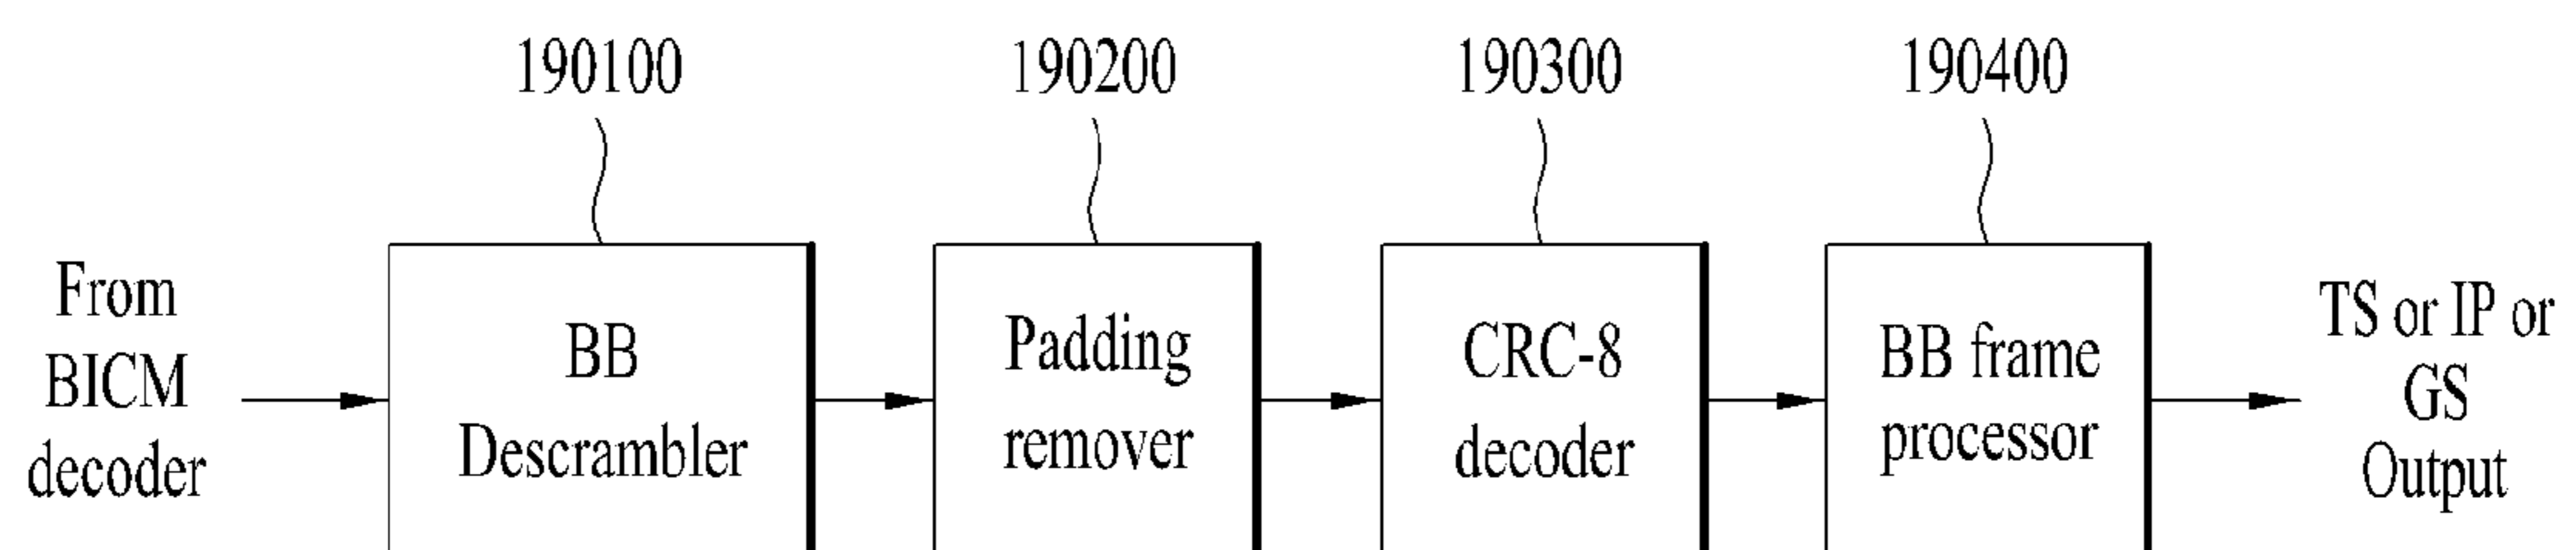 190100
190200
190300
190400
From
BICM
decoder
BB
Descrambler
Padding
remover
CRC-8
decoder
BB frame
processor
TS or IP or
GS
Output